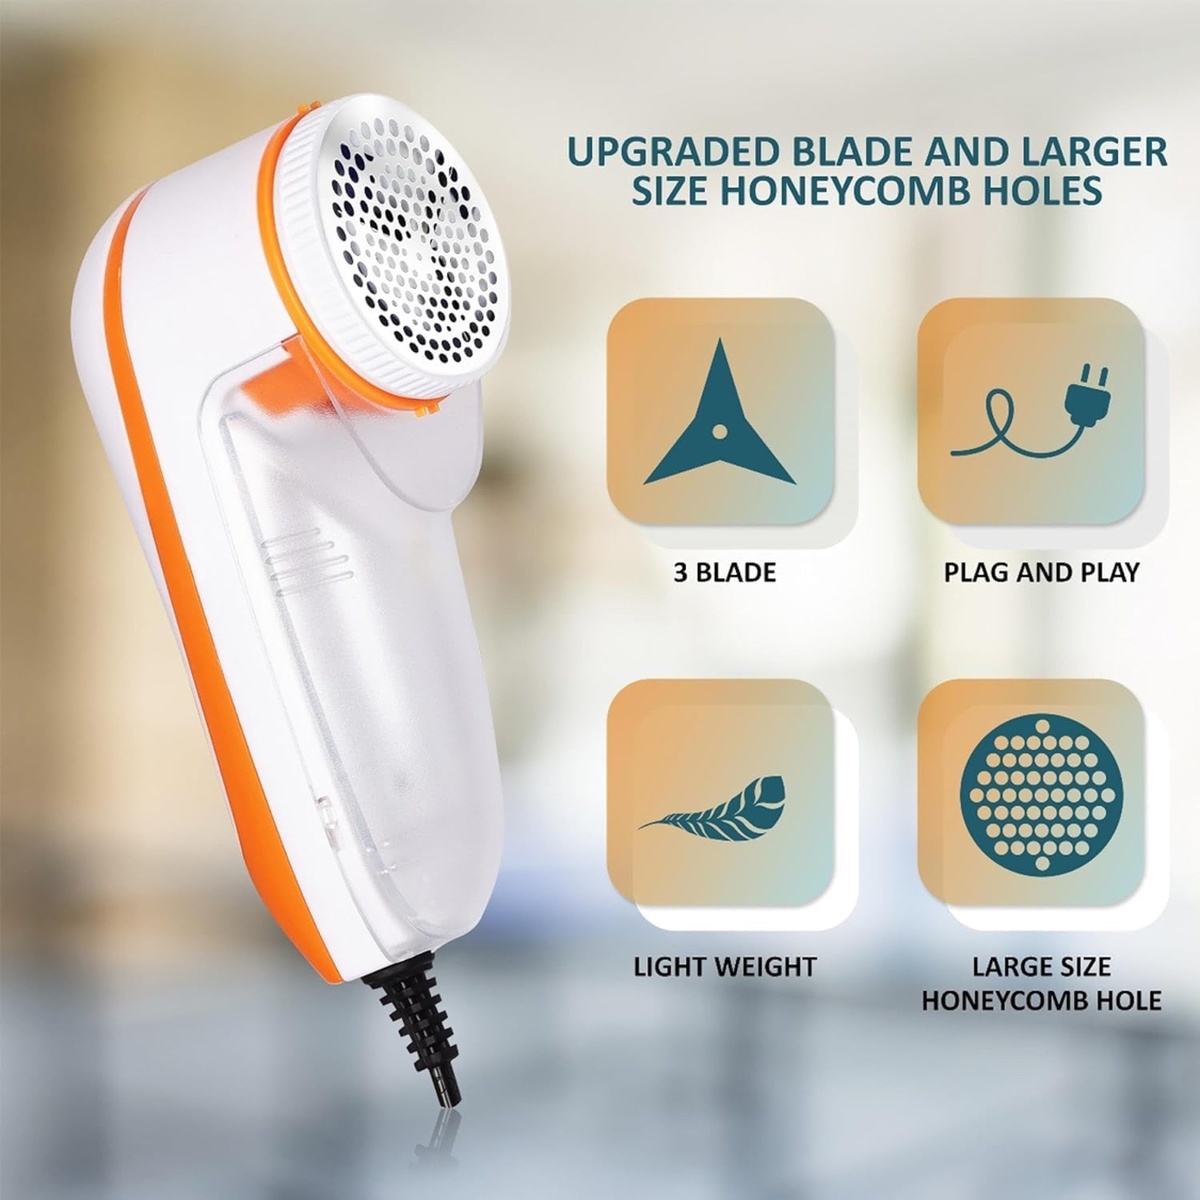 UPGRADED BLADE AND LARGER
SIZE HONEYCOMB HOLES
3 BLADE
PLAG AND PLAY
LIGHT WEIGHT
LARGE SIZE
HONEYCOMB HOLE